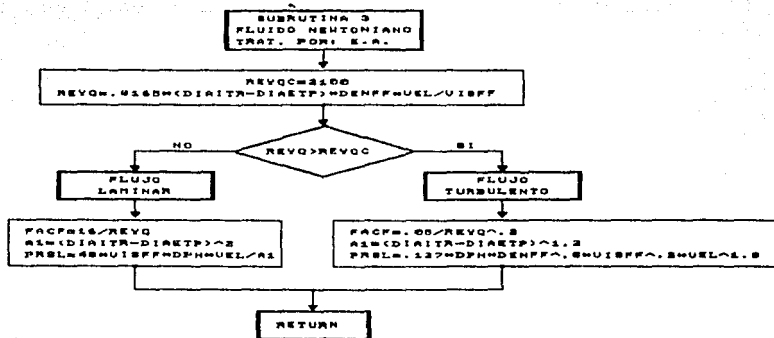 SUBRUTINA 3
FLUIDO NEWTONIANO
TRAT. POR: E.A.
REVQC=2100
REVQ=.0165*(DIAITR-DIAETP)*DENFF*VEL/VISFF
REVQ>REVQC
NO
SI
FLUJO
LAMINAR
FLUJO
TURBULENTO
FACF=16/REVQ
A1=(DIAITR-DIAETP)^2
PRSL=48*VISFF*DPH*VEL/A1
FACF=.08/REVQ^.2
A1=(DIAITR-DIAETP)^1.2
PRSL=.127*DPH*DENFF^.8*VISFF^.2*VEL^1.8
RETURN